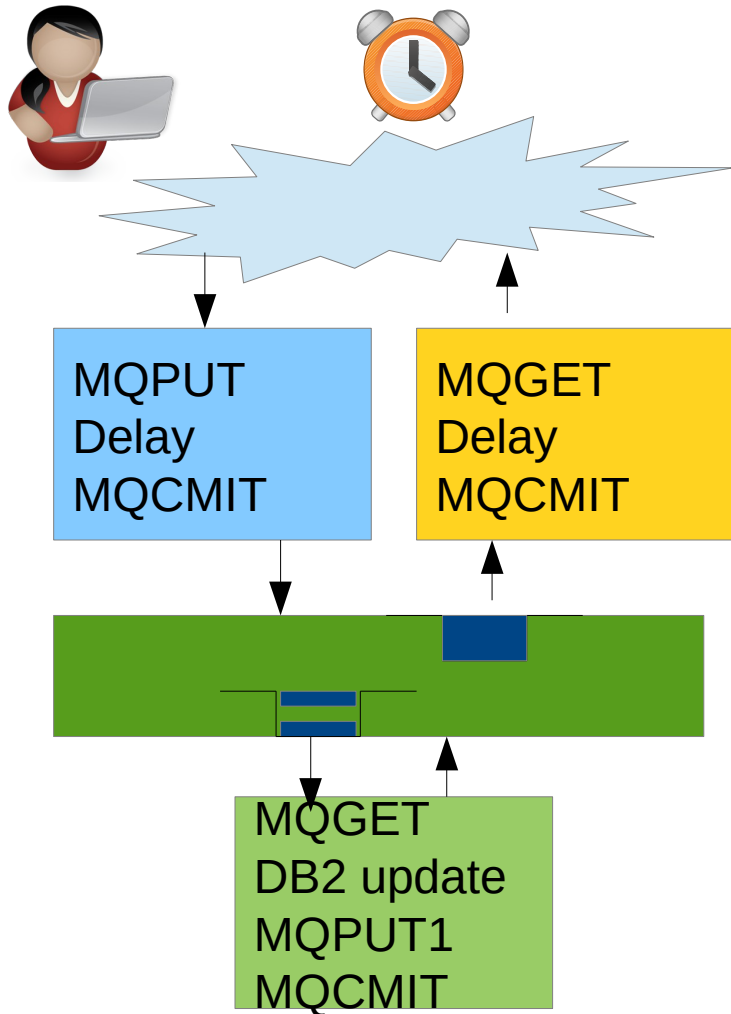 MQPUT
Delay
MQCMIT
MQGET
Delay
MQCMIT
MQGET
DB2 update
MQPUT1
MQCMIT